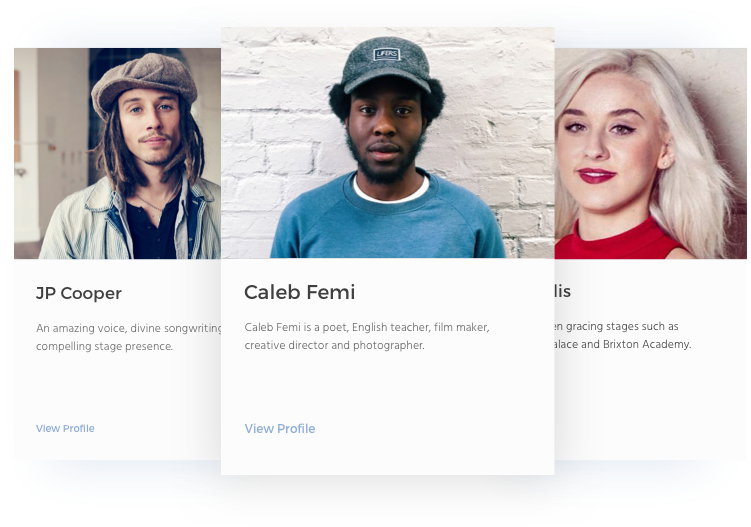 LIFERS
JP Cooper
An amazing voice, divine songwriting
compelling stage presence.
View Profile
Caleb Femi
Caleb Femi is a poet, English teacher, film maker,
creative director and photographer.
View Profile
lis
en gracing stages such as
alace and Brixton Academy.